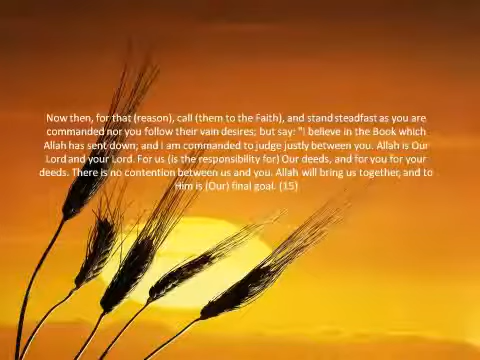 Now then, for that (reason), call (them to the Faith), and stand steadfast as you are
commanded nor you follow their vain desires; but say: "I believe in the Book which
Allah has sent down; and I am commanded to judge justly between you. Allah is Our
Lord and your Lord. For us (is the responsibility for) Our deeds, and for you for your
deeds. There is no contention between us and you. Allah will bring us together, and to
Him is (Our) final goal. (15)